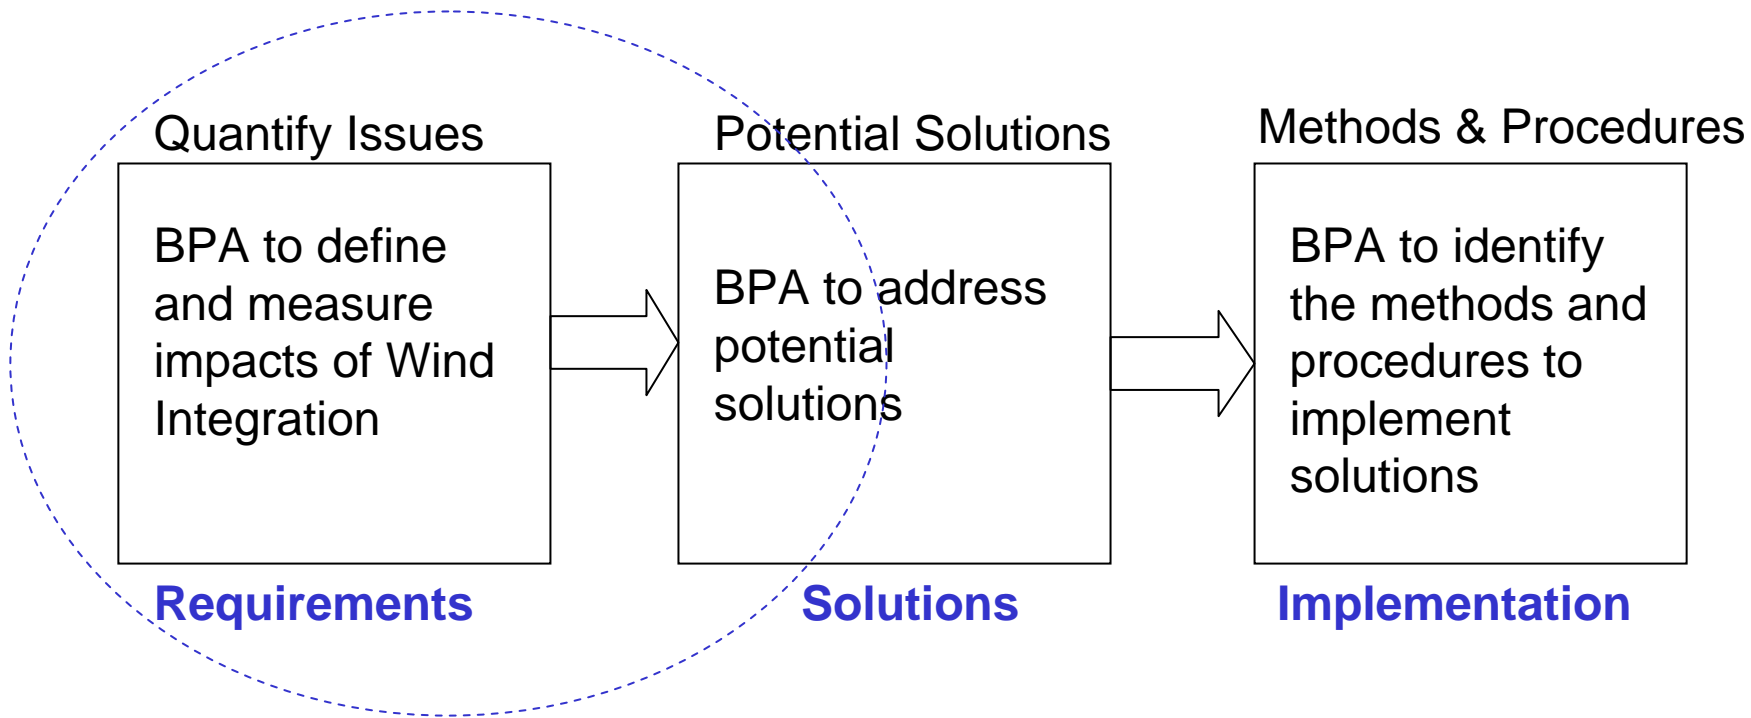 Quantify Issues
BPA to define
and measure
impacts of Wind
Integration
Requirements
Potential Solutions
BPA to address
potential
solutions
Solutions
Methods & Procedures
BPA to identify
the methods and
procedures to
implement
solutions
Implementation